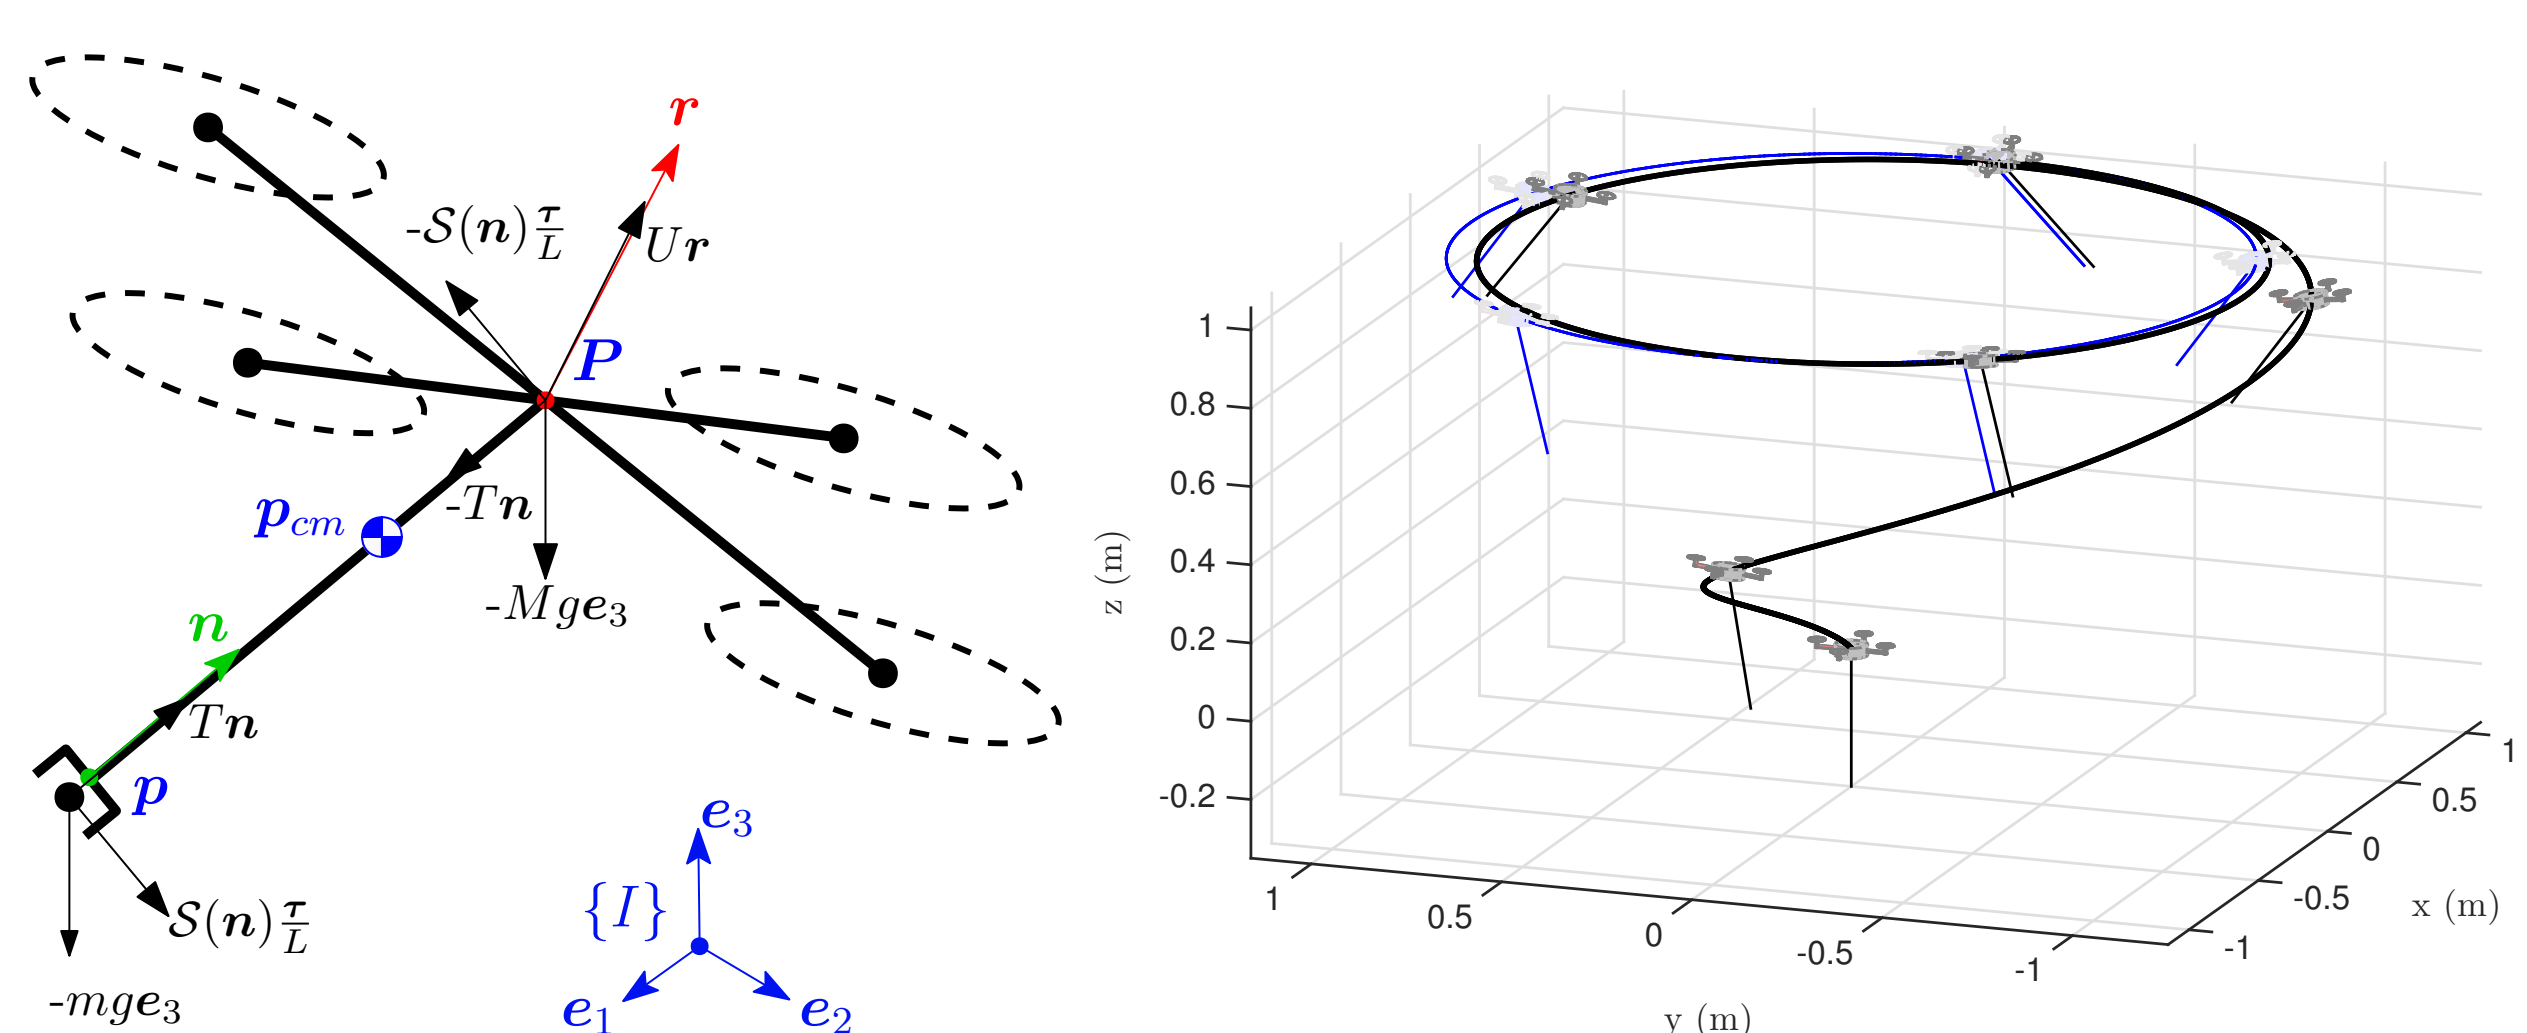 r
-S(n) τ/L
Ur
P
-Tn
p_cm
-Mge_3
n
Tn
p
S(n) τ/L
-mge_3
{I}
e_3
e_1
e_2
z (m)
1
0.8
0.6
0.4
0.2
0
-0.2
1
0.5
0
-0.5
-1
y (m)
1
0.5
0
-0.5
-1
x (m)